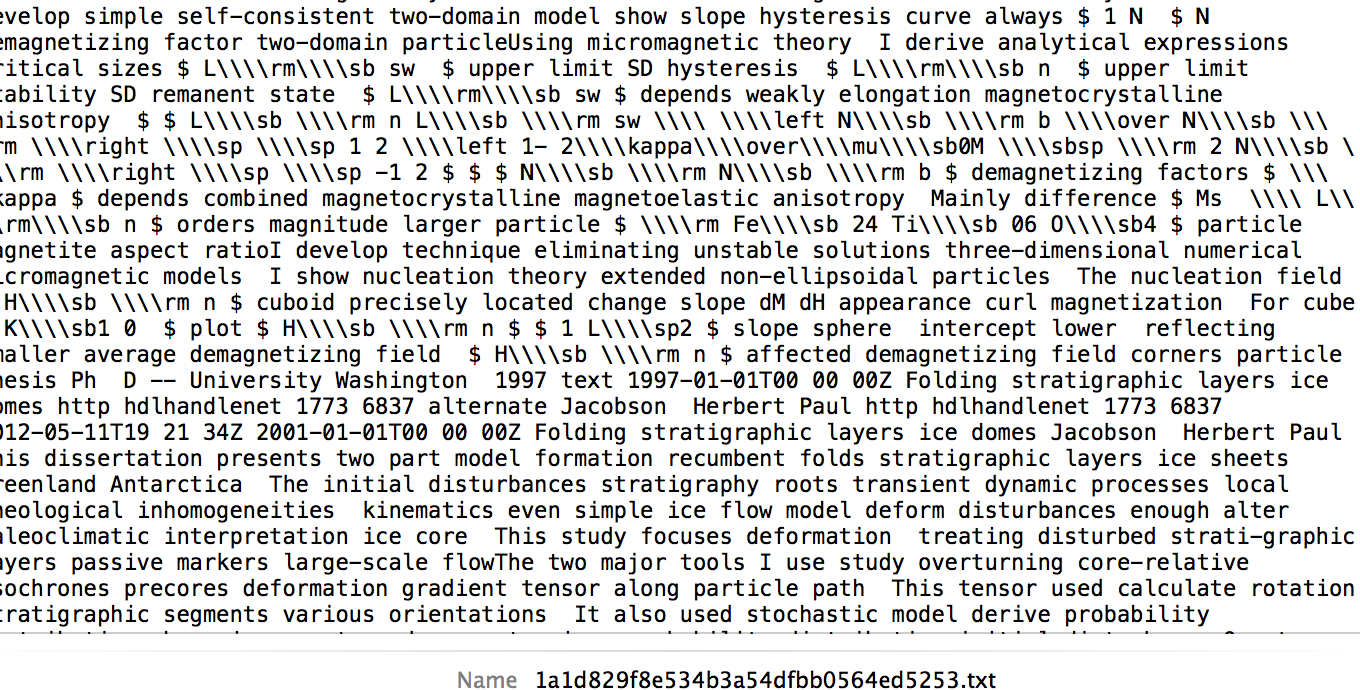 evelop simple self-consistent two-domain model show slope hysteresis curve always $ 1 N  $ N
emagnetizing factor two-domain particleUsing micromagnetic theory  I derive analytical expressions
ritical sizes $ L\\\\rm\\\\sb sw  $ upper limit SD hysteresis  $ L\\\\rm\\\\sb n  $ upper limit
tability SD remanent state  $ L\\\\rm\\\\sb sw $ depends weakly elongation magnetocrystalline
nisotropy  $ $ L\\\\sb \\\\rm n L\\\\sb \\\\rm sw \\\\ \\\\left N\\\\sb \\\\rm b \\\\over N\\\\sb \\\
rm \\\\right \\\\sp \\\\sp 1 2 \\\\left 1- 2\\\\kappa\\\\over\\\\mu\\\\sb0M \\\\sbsp \\\\rm 2 N\\\\sb \
\\rm \\\\right \\\\sp \\\\sp -1 2 $ $ $ N\\\\sb \\\\rm N\\\\sb \\\\rm b $ demagnetizing factors $ \\\
kappa $ depends combined magnetocrystalline magnetoelastic anisotropy  Mainly difference $ Ms  \\\\ L\\
\rm\\\\sb n $ orders magnitude larger particle $ \\\\rm Fe\\\\sb 24 Ti\\\\sb 06 O\\\\sb4 $ particle
agnetite aspect ratioI develop technique eliminating unstable solutions three-dimensional numerical
icromagnetic models  I show nucleation theory extended non-ellipsoidal particles  The nucleation field
H\\\\sb \\\\rm n $ cuboid precisely located change slope dM dH appearance curl magnetization  For cube
K\\\\sb1 0  $ plot $ H\\\\sb \\\\rm n $ $ 1 L\\\\sp2 $ slope sphere  intercept lower  reflecting
maller average demagnetizing field  $ H\\\\sb \\\\rm n $ affected demagnetizing field corners particle
hesis Ph  D -- University Washington  1997 text 1997-01-01T00 00 00Z Folding stratigraphic layers ice
omes http hdlhandlenet 1773 6837 alternate Jacobson  Herbert Paul http hdlhandlenet 1773 6837
012-05-11T19 21 34Z 2001-01-01T00 00 00Z Folding stratigraphic layers ice domes Jacobson  Herbert Paul
his dissertation presents two part model formation recumbent folds stratigraphic layers ice sheets
reenland Antarctica  The initial disturbances stratigraphy roots transient dynamic processes local
heological inhomogeneities  kinematics even simple ice flow model deform disturbances enough alter
aleoclimatic interpretation ice core  This study focuses deformation  treating disturbed strati-graphic
ayers passive markers large-scale flowThe two major tools I use study overturning core-relative
sochrones precores deformation gradient tensor along particle path  This tensor used calculate rotation
tratigraphic segments various orientations  It also used stochastic model derive probability
Name 1a1d829f8e534b3a54dfbb0564ed5253.txt